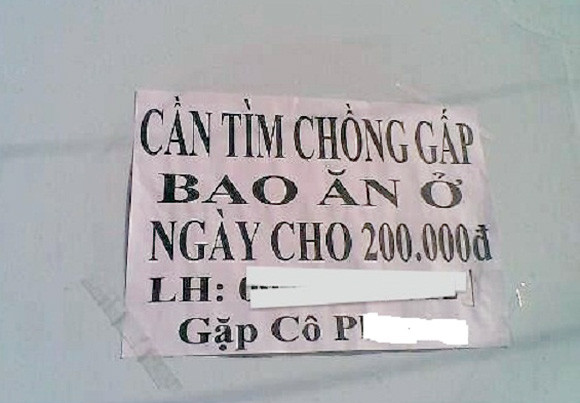 CẦN TÌM CHỒNG GẤP
BAO ĂN Ở
NGÀY CHO 200.000đ
LH:
Gặp Cô